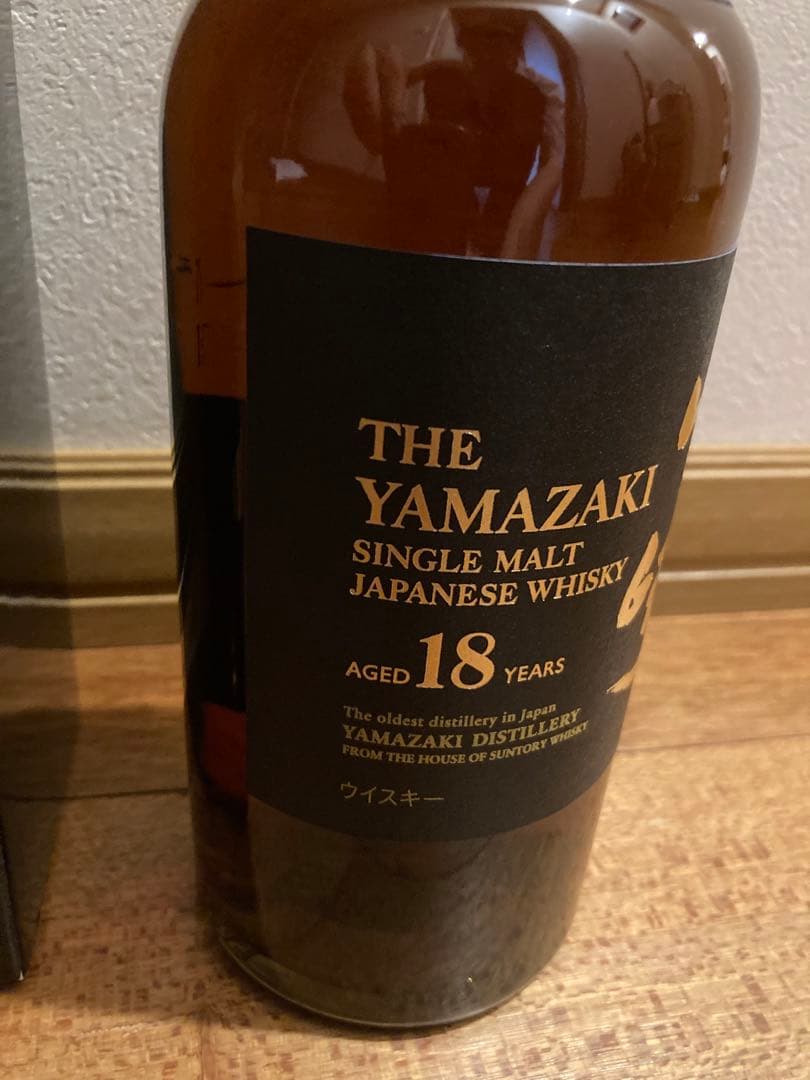 THE
YAMAZAKI
SINGLE MALT
JAPANESE WHISKY
AGED 18 YEARS
The oldest distillery in Japan
YAMAZAKI DISTILLERY
FROM THE HOUSE OF SUNTORY WHISKY
ウイスキー